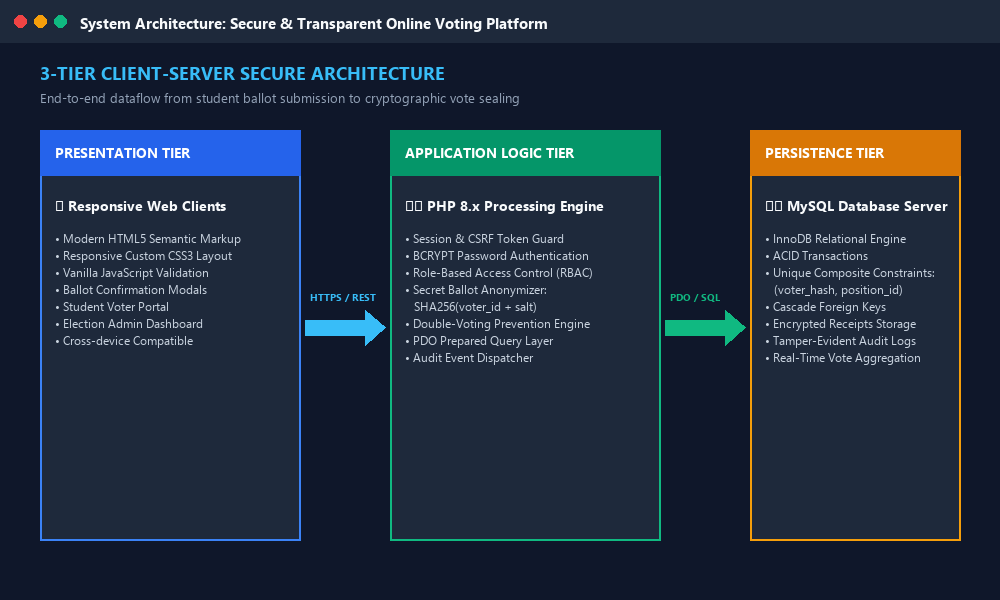 System Architecture: Secure & Transparent Online Voting Platform
3-TIER CLIENT-SERVER SECURE ARCHITECTURE
End-to-end dataflow from student ballot submission to cryptographic vote sealing
PRESENTATION TIER
Responsive Web Clients
• Modern HTML5 Semantic Markup
• Responsive Custom CSS3 Layout
• Vanilla JavaScript Validation
• Ballot Confirmation Modals
• Student Voter Portal
• Election Admin Dashboard
• Cross-device Compatible
HTTPS / REST
APPLICATION LOGIC TIER
PHP 8.x Processing Engine
• Session & CSRF Token Guard
• BCRYPT Password Authentication
• Role-Based Access Control (RBAC)
• Secret Ballot Anonymizer:
SHA256(voter_id + salt)
• Double-Voting Prevention Engine
• PDO Prepared Query Layer
• Audit Event Dispatcher
PDO / SQL
PERSISTENCE TIER
MySQL Database Server
• InnoDB Relational Engine
• ACID Transactions
• Unique Composite Constraints:
(voter_hash, position_id)
• Cascade Foreign Keys
• Encrypted Receipts Storage
• Tamper-Evident Audit Logs
• Real-Time Vote Aggregation